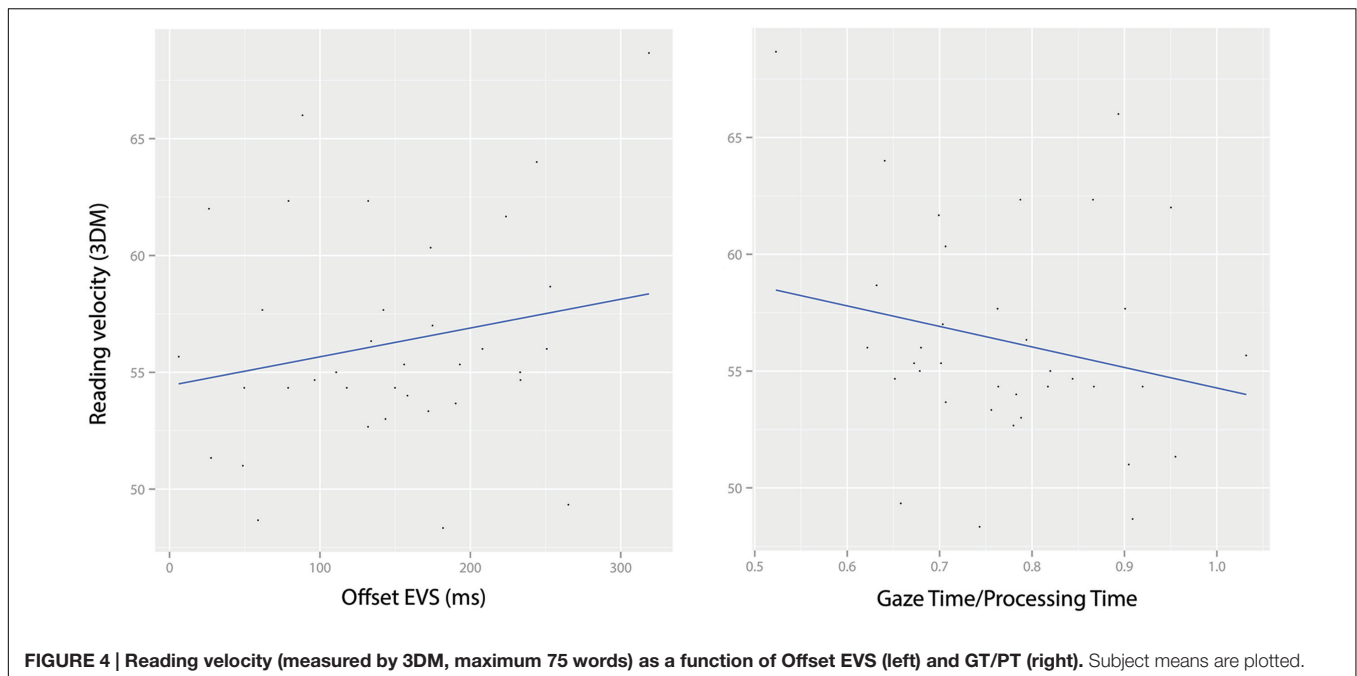 Reading velocity (3DM)
65
60
55
50
0 100 200 300
Offset EVS (ms)
65
60
55
50
0.5 0.6 0.7 0.8 0.9 1.0
Gaze Time/Processing Time
FIGURE 4 | Reading velocity (measured by 3DM, maximum 75 words) as a function of Offset EVS (left) and GT/PT (right). Subject means are plotted.